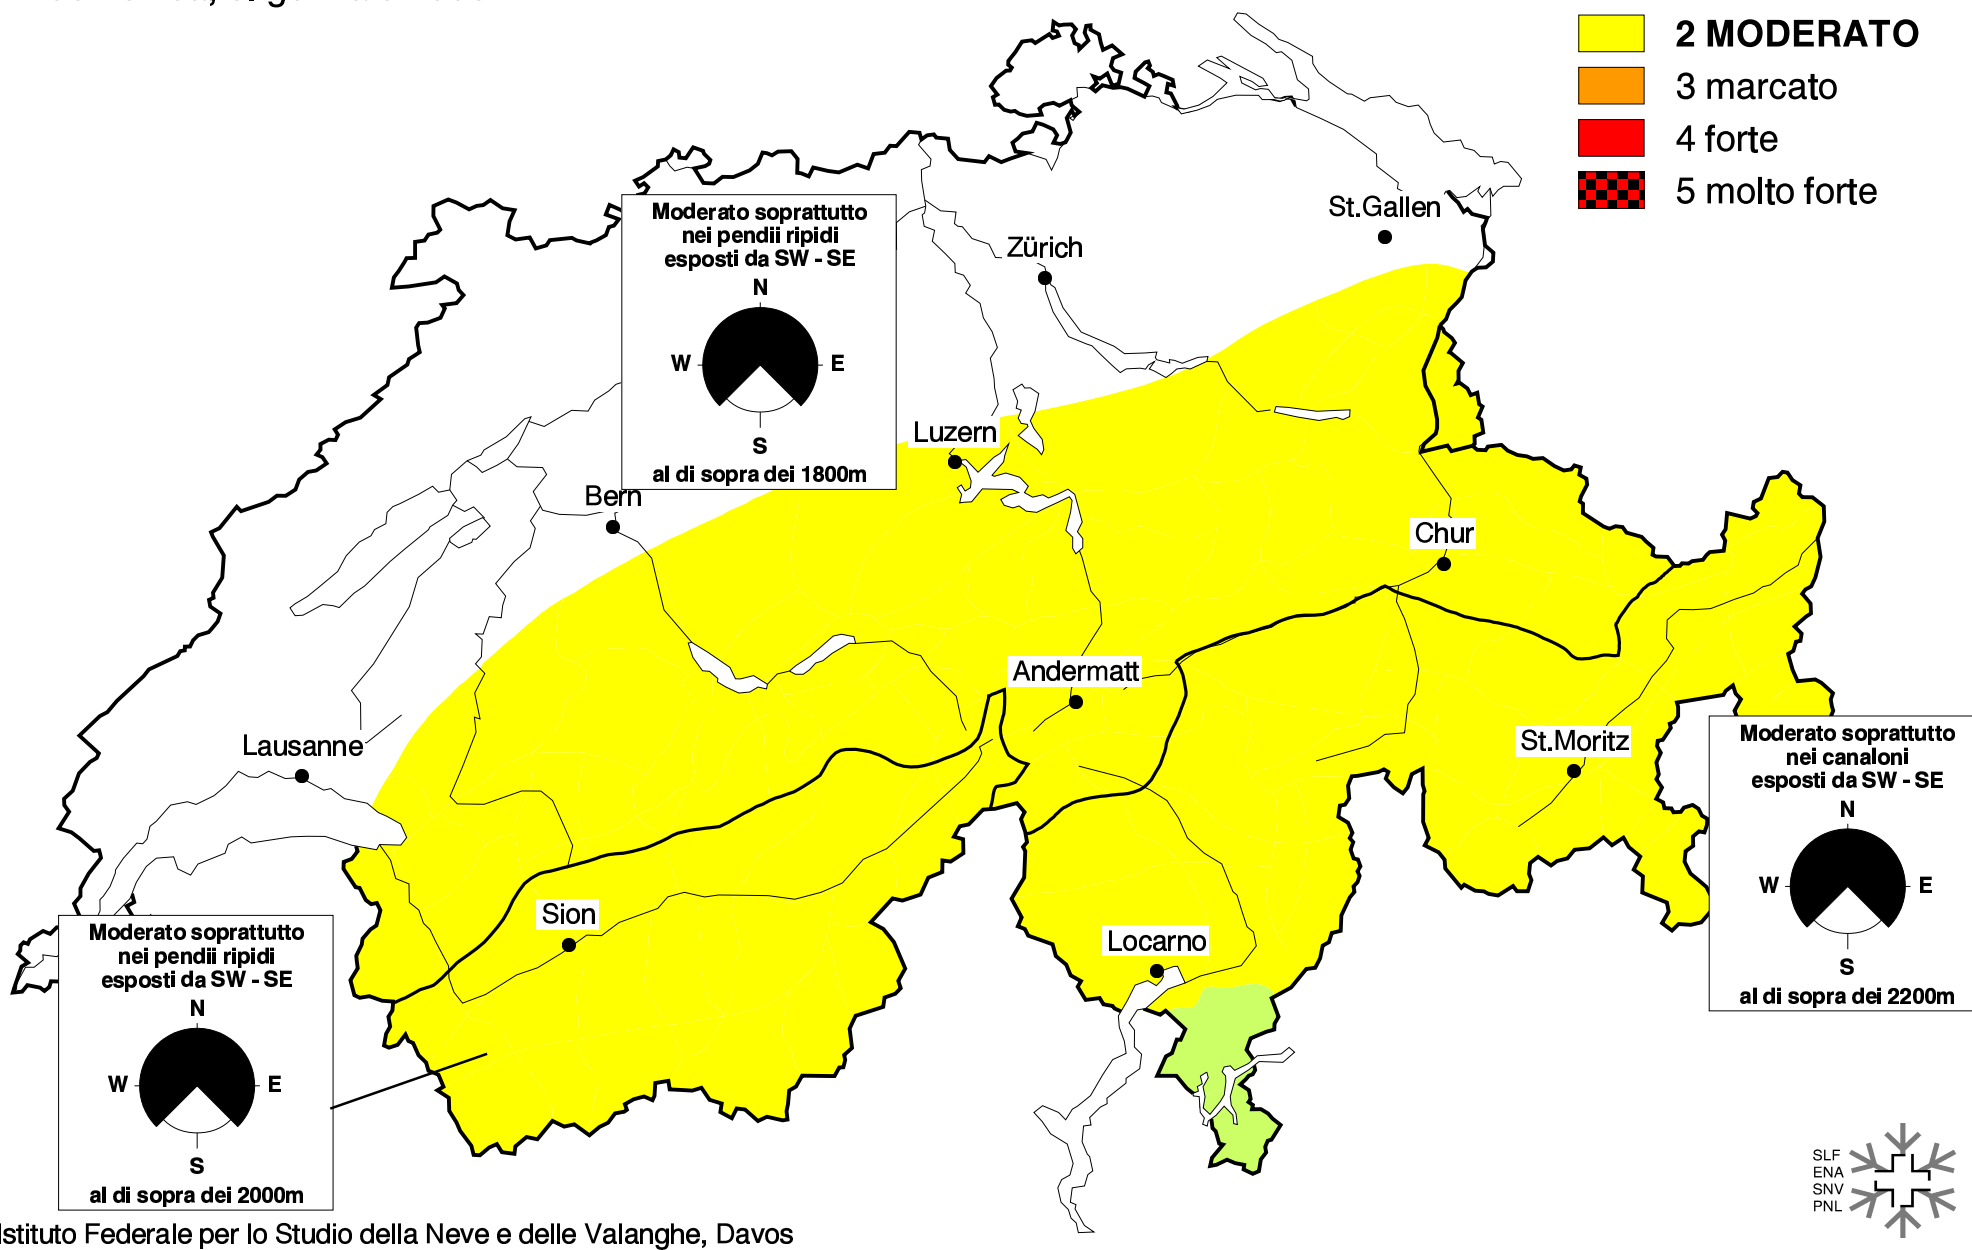 2 MODERATO
3 marcato
4 forte
5 molto forte
St.Gallen
Zürich
Moderato soprattutto
nei pendii ripidi
esposti da SW - SE
N
W
E
S
al di sopra dei 1800m
Luzern
Bern
Chur
Andermatt
Lausanne
St.Moritz
Moderato soprattutto
nei canaloni
esposti da SW - SE
N
W
E
S
al di sopra dei 2200m
Sion
Locarno
Moderato soprattutto
nei pendii ripidi
esposti da SW - SE
N
W
E
S
al di sopra dei 2000m
SLF
ENA
SNV
PNL
Istituto Federale per lo Studio della Neve e delle Valanghe, Davos